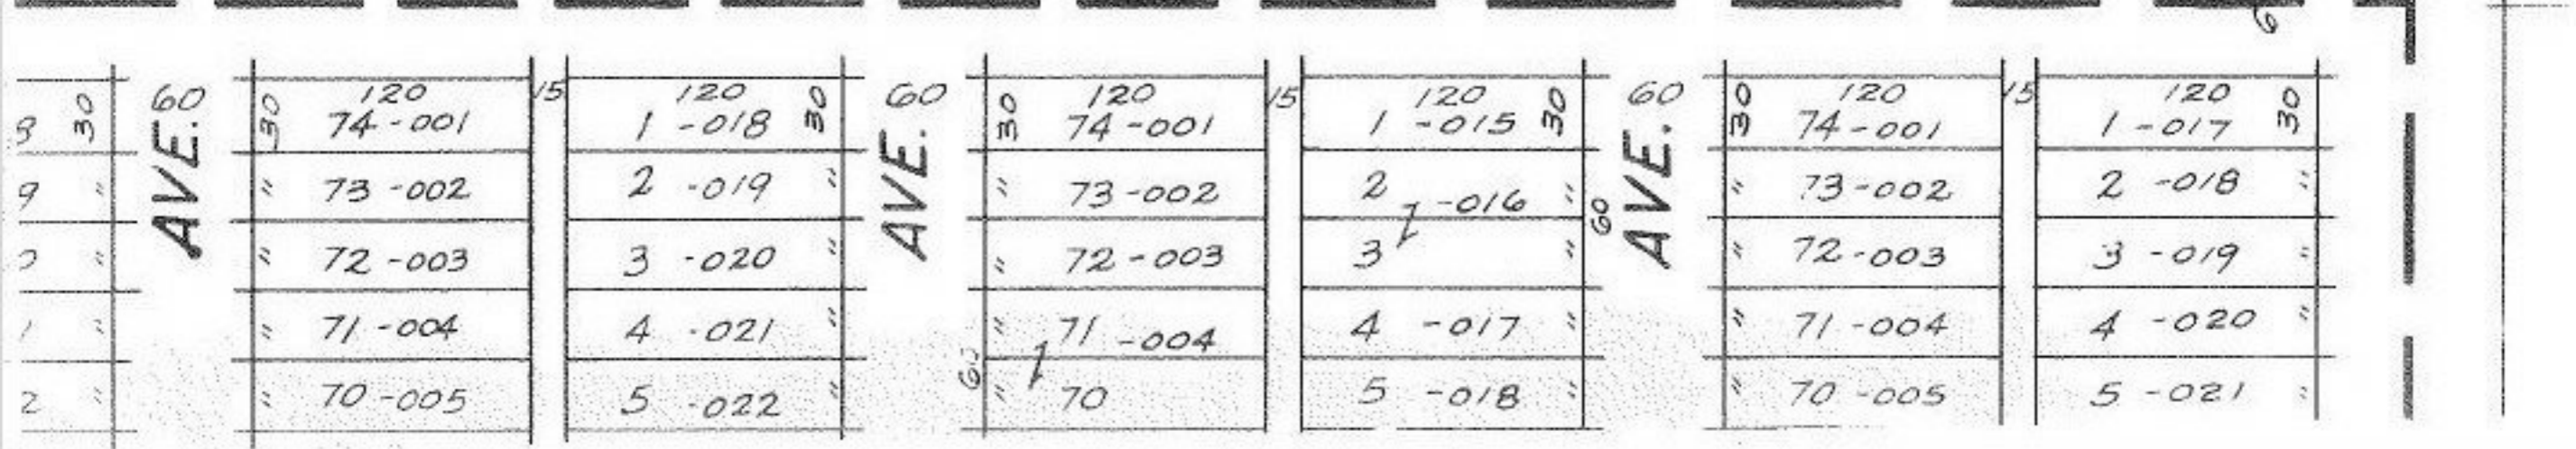 6
30 60 30 120 15 120 30 60 30 120 15 120 30 60 30 120 15 120 30
AVE. 74-001 1 -018 AVE. 74-001 1 -015 AVE. 74-001 1 -017
9 " " 73-002 2 -019 " " 73-002 2 -016 " 60 " 73-002 2 -018 "
" " 72-003 3 -020 " " 72-003 3 " " 72-003 3 -019 "
" " 71-004 4 -021 " " 71-004 4 -017 " " 71-004 4 -020 "
2 " " 70-005 5 -022 " 60 " 70 5 -018 " 70-005 5 -021 "